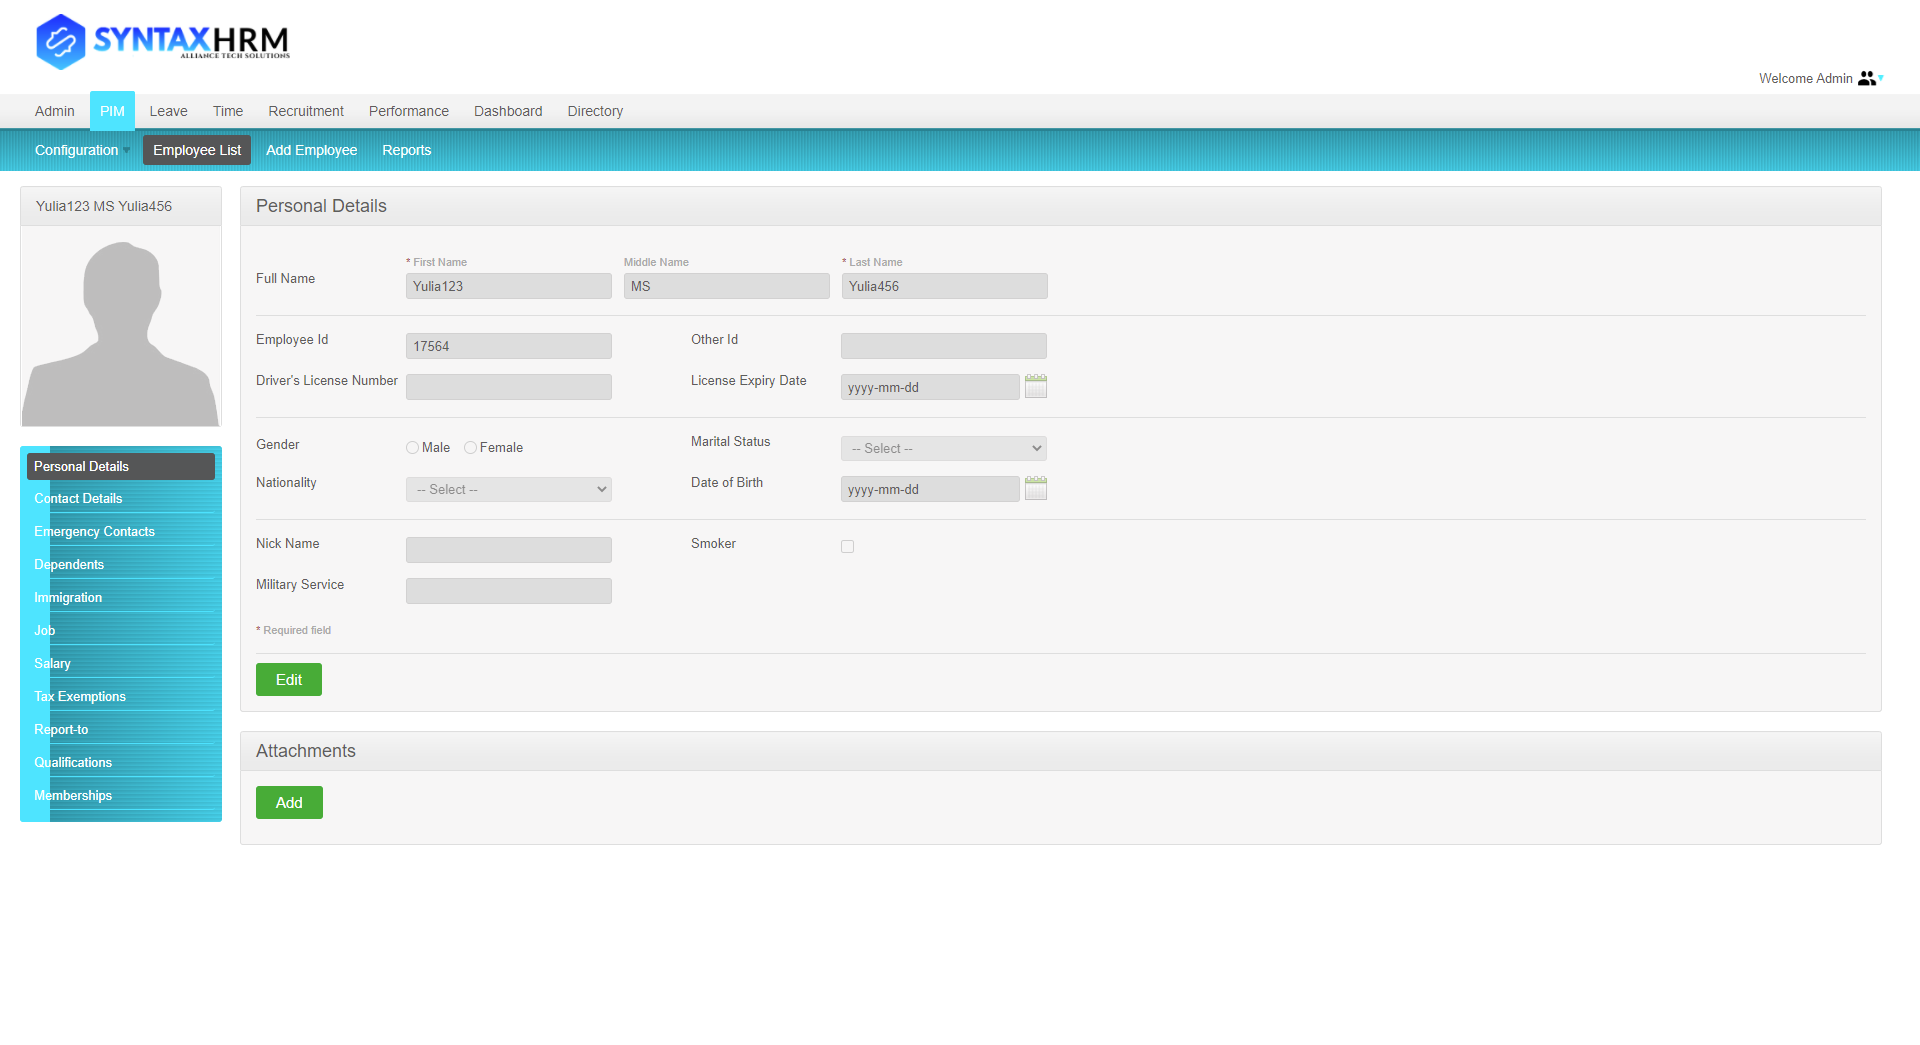 SYNTAXHRM
ALLIANCE TECH SOLUTIONS
Welcome Admin
Admin PIM Leave Time Recruitment Performance Dashboard Directory
Configuration Employee List Add Employee Reports
Yulia123 MS Yulia456
Personal Details
Contact Details
Emergency Contacts
Dependents
Immigration
Job
Salary
Tax Exemptions
Report-to
Qualifications
Memberships
Personal Details
* First Name Middle Name * Last Name
Full Name Yulia123 MS Yulia456
Employee Id 17564 Other Id
Driver's License Number License Expiry Date yyyy-mm-dd
Gender Male Female Marital Status -- Select --
Nationality -- Select -- Date of Birth yyyy-mm-dd
Nick Name Smoker
Military Service
* Required field
Edit
Attachments
Add